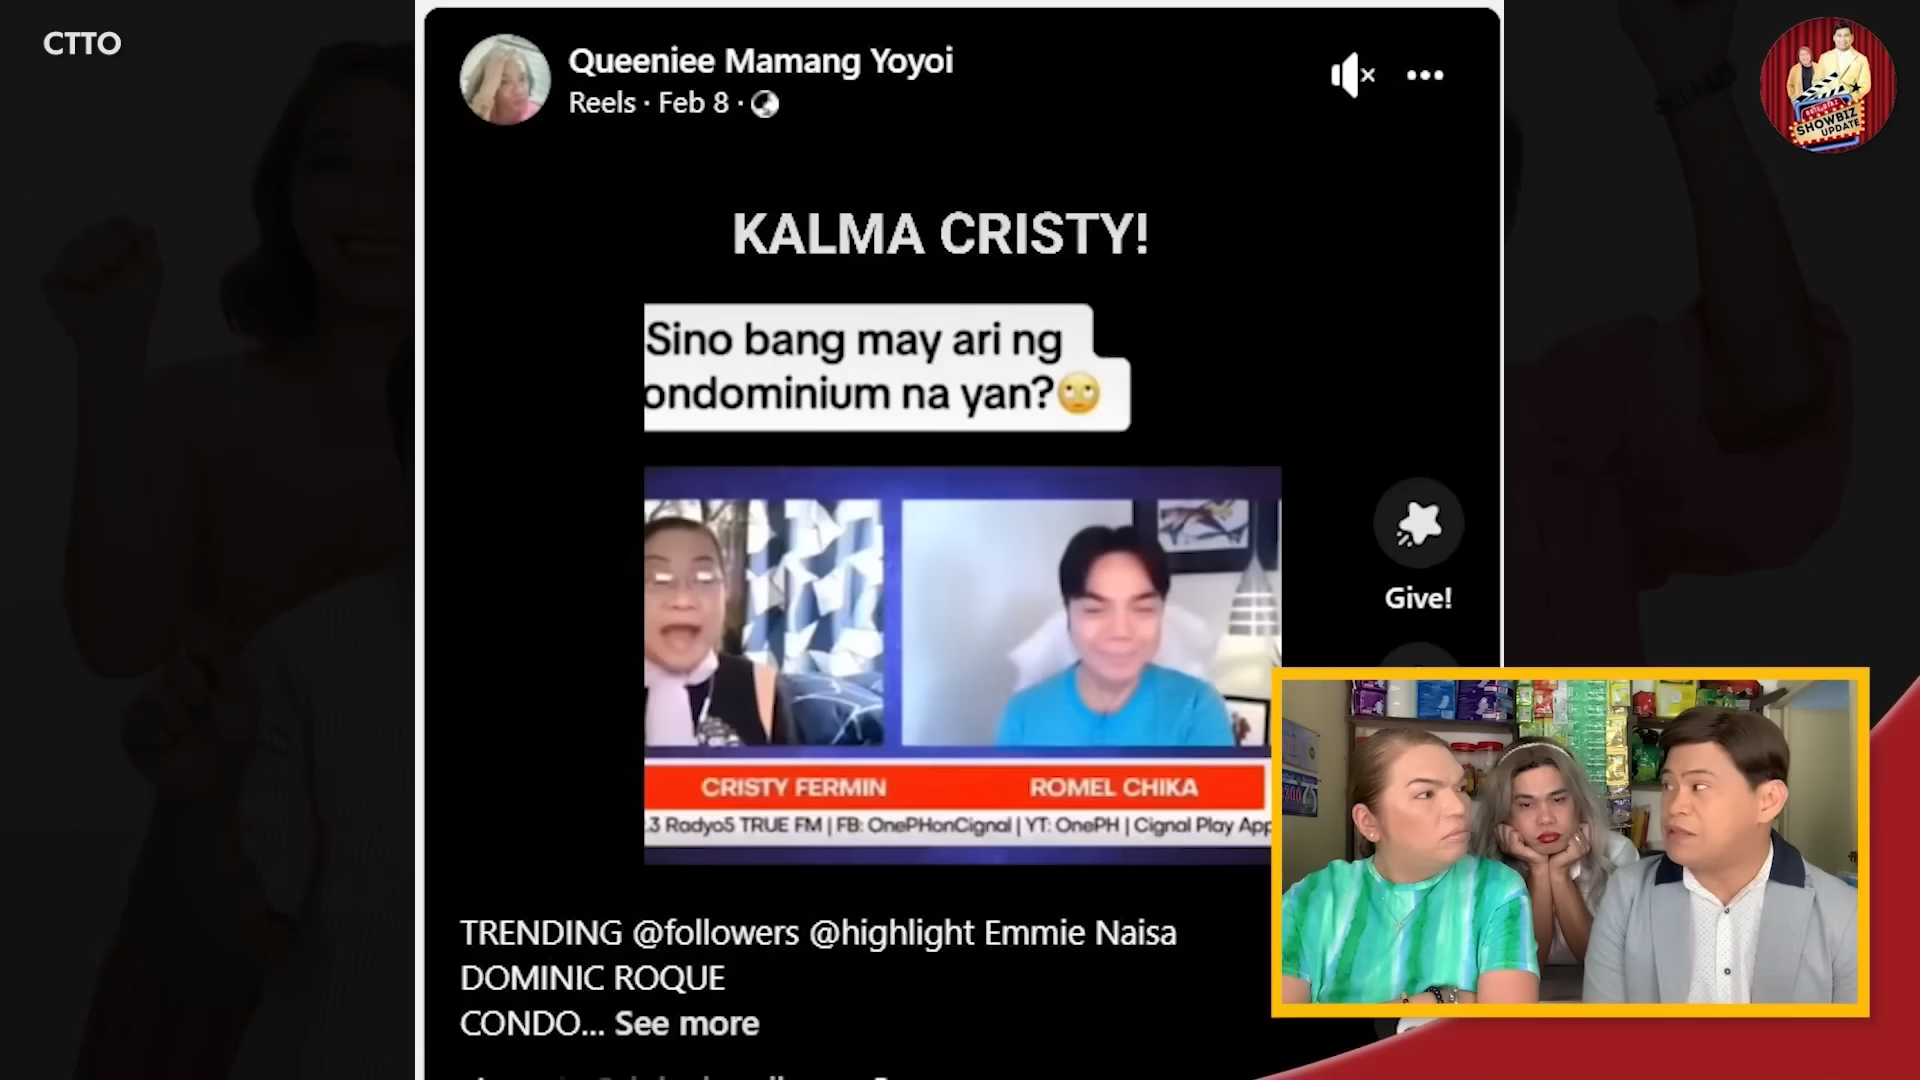 CTTO
Queeniee Mamang Yoyoi
Reels · Feb 8 ·
KALMA CRISTY!
Sino bang may ari ng
ondominium na yan?🙄
CRISTY FERMIN
ROMEL CHIKA
.3 Radyo5 TRUE FM | FB: OnePHonCignal | YT: OnePH | Cignal Play App
Give!
TRENDING @followers @highlight Emmie Naisa
DOMINIC ROQUE
CONDO... See more
SHOWBIZ
UPDATE